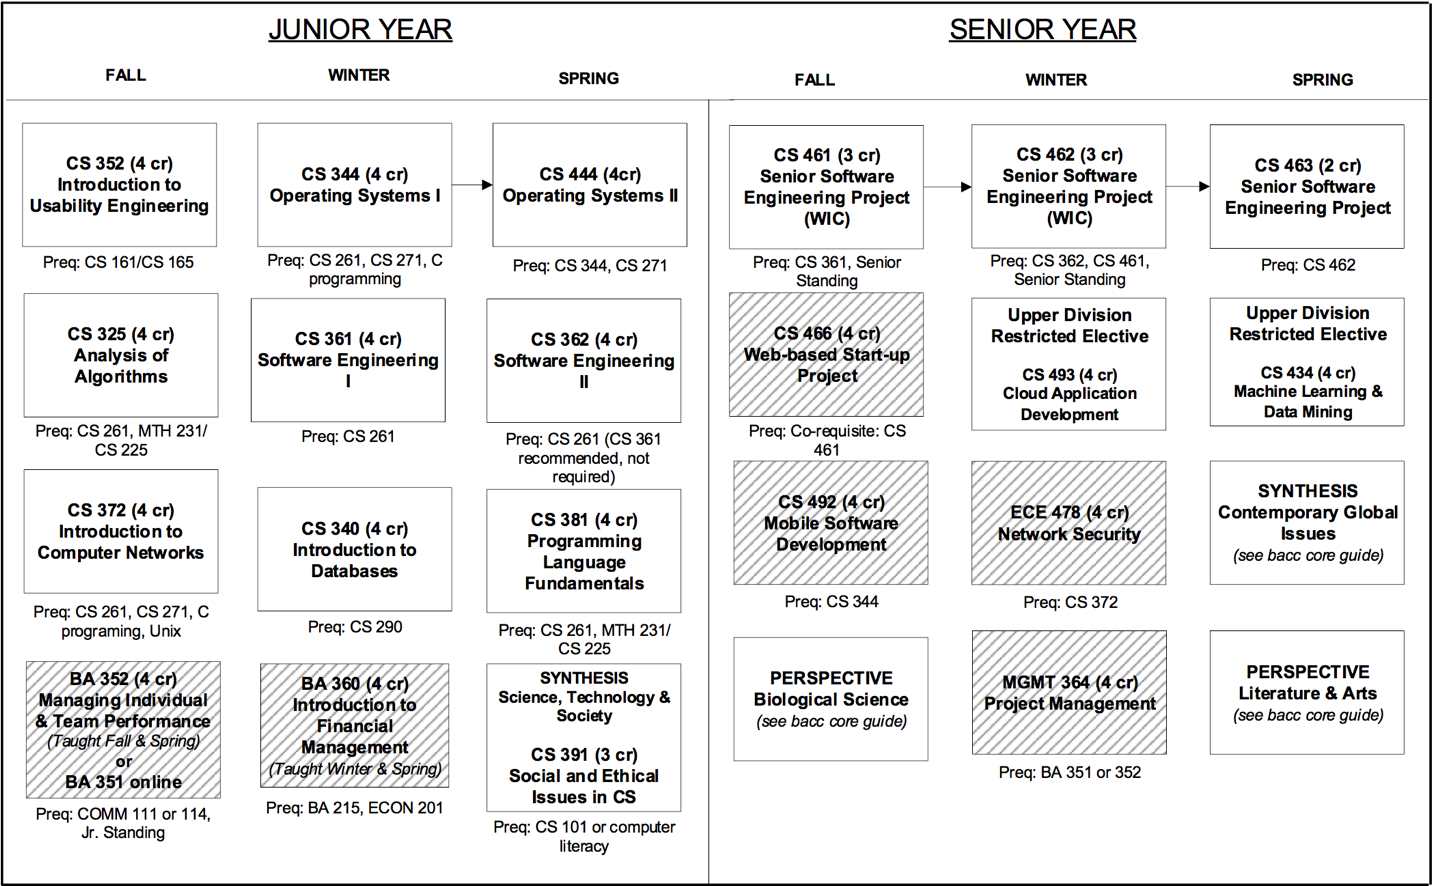 JUNIOR YEAR
FALL
WINTER
SPRING
CS 352 (4 cr)
Introduction to
Usability Engineering
Preq: CS 161/CS 165
CS 344 (4 cr)
Operating Systems I
Preq: CS 261, CS 271, C
programming
CS 444 (4cr)
Operating Systems II
Preq: CS 344, CS 271
CS 325 (4 cr)
Analysis of
Algorithms
Preq: CS 261, MTH 231/
CS 225
CS 361 (4 cr)
Software Engineering
I
Preq: CS 261
CS 362 (4 cr)
Software Engineering
II
Preq: CS 261 (CS 361
recommended, not
required)
CS 372 (4 cr)
Introduction to
Computer Networks
Preq: CS 261, CS 271, C
programing, Unix
CS 340 (4 cr)
Introduction to
Databases
Preq: CS 290
CS 381 (4 cr)
Programming
Language
Fundamentals
Preq: CS 261, MTH 231/
CS 225
BA 352 (4 cr)
Managing Individual
& Team Performance
(Taught Fall & Spring)
or
BA 351 online
Preq: COMM 111 or 114,
Jr. Standing
BA 360 (4 cr)
Introduction to
Financial
Management
(Taught Winter & Spring)
Preq: BA 215, ECON 201
SYNTHESIS
Science, Technology &
Society
CS 391 (3 cr)
Social and Ethical
Issues in CS
Preq: CS 101 or computer
literacy
SENIOR YEAR
FALL
WINTER
SPRING
CS 461 (3 cr)
Senior Software
Engineering Project
(WIC)
Preq: CS 361, Senior
Standing
CS 462 (3 cr)
Senior Software
Engineering Project
(WIC)
Preq: CS 362, CS 461,
Senior Standing
CS 463 (2 cr)
Senior Software
Engineering Project
Preq: CS 462
CS 466 (4 cr)
Web-based Start-up
Project
Preq: Co-requisite: CS
461
Upper Division
Restricted Elective
CS 493 (4 cr)
Cloud Application
Development
Upper Division
Restricted Elective
CS 434 (4 cr)
Machine Learning &
Data Mining
CS 492 (4 cr)
Mobile Software
Development
Preq: CS 344
ECE 478 (4 cr)
Network Security
Preq: CS 372
SYNTHESIS
Contemporary Global
Issues
(see bacc core guide)
PERSPECTIVE
Biological Science
(see bacc core guide)
MGMT 364 (4 cr)
Project Management
Preq: BA 351 or 352
PERSPECTIVE
Literature & Arts
(see bacc core guide)